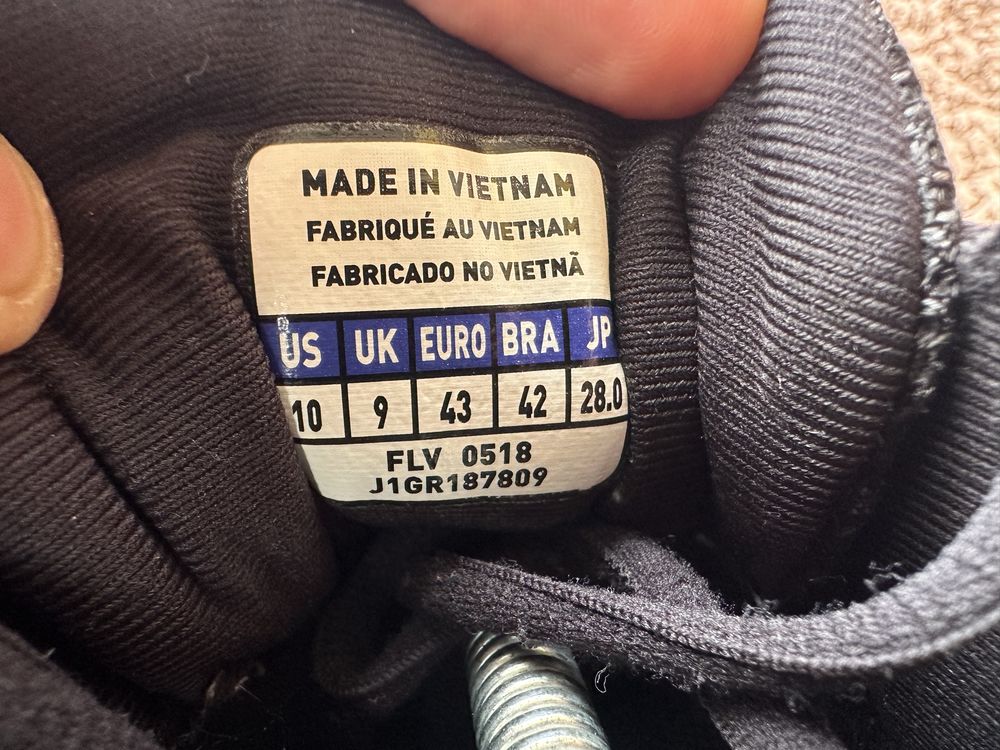 MADE IN VIETNAM
FABRIQUÉ AU VIETNAM
FABRICADO NO VIETNÃ
US UK EURO BRA JP
10 9 43 42 28.0
FLV 0518
J1GR187809